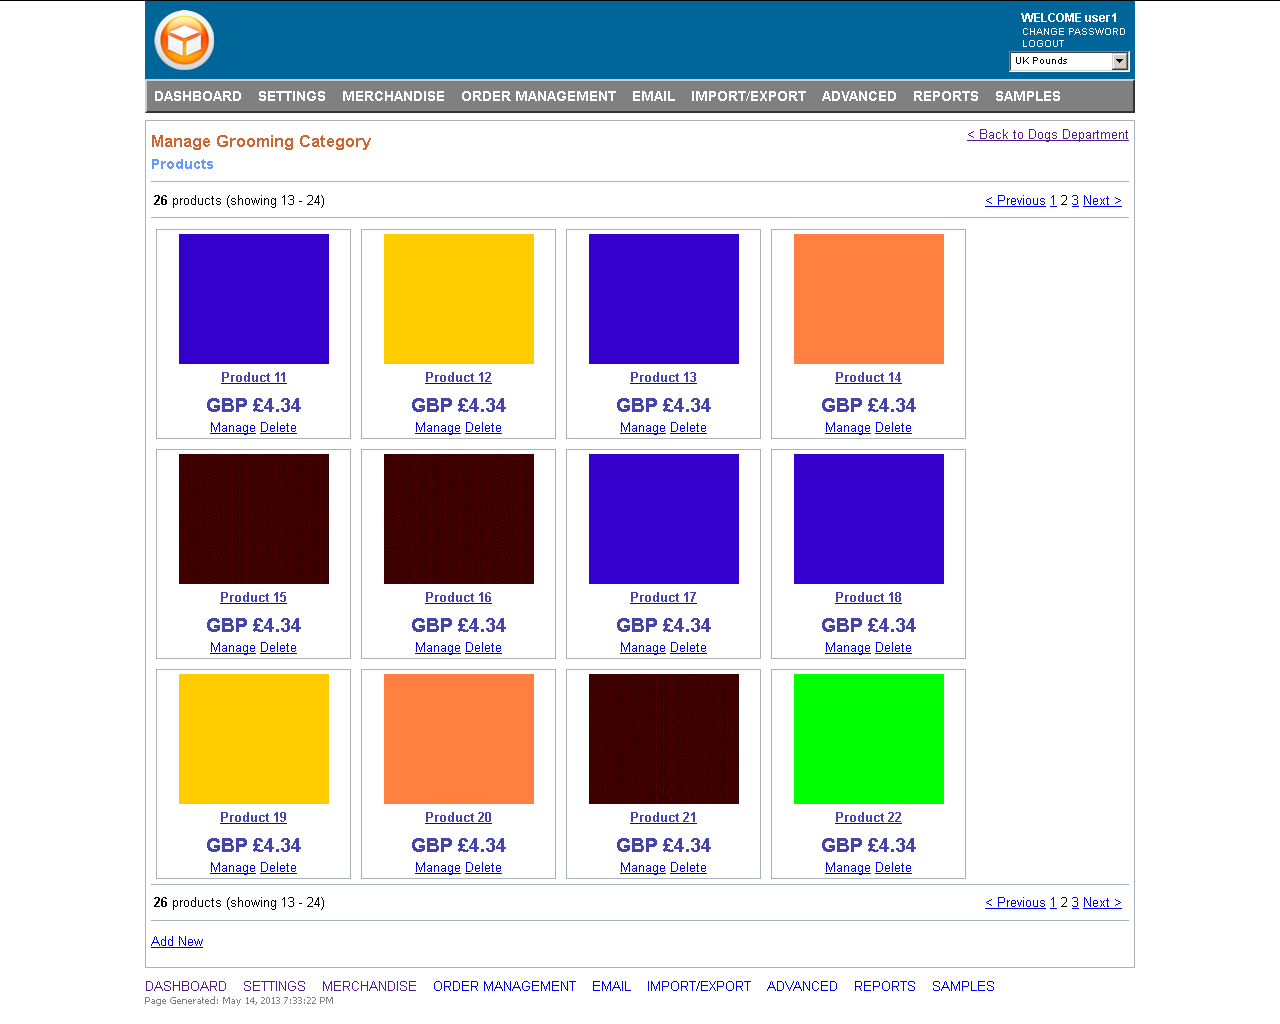 WELCOME user1
CHANGE PASSWORD
LOGOUT
UK Pounds
DASHBOARD SETTINGS MERCHANDISE ORDER MANAGEMENT EMAIL IMPORT/EXPORT ADVANCED REPORTS SAMPLES
Manage Grooming Category
< Back to Dogs Department
Products
26 products (showing 13 - 24)
< Previous 1 2 3 Next >
Product 11 Product 12 Product 13 Product 14
GBP £4.34 GBP £4.34 GBP £4.34 GBP £4.34
Manage Delete Manage Delete Manage Delete Manage Delete
Product 15 Product 16 Product 17 Product 18
GBP £4.34 GBP £4.34 GBP £4.34 GBP £4.34
Manage Delete Manage Delete Manage Delete Manage Delete
Product 19 Product 20 Product 21 Product 22
GBP £4.34 GBP £4.34 GBP £4.34 GBP £4.34
Manage Delete Manage Delete Manage Delete Manage Delete
26 products (showing 13 - 24)
< Previous 1 2 3 Next >
Add New
DASHBOARD SETTINGS MERCHANDISE ORDER MANAGEMENT EMAIL IMPORT/EXPORT ADVANCED REPORTS SAMPLES
Page Generated: May 14, 2013 7:33:22 PM